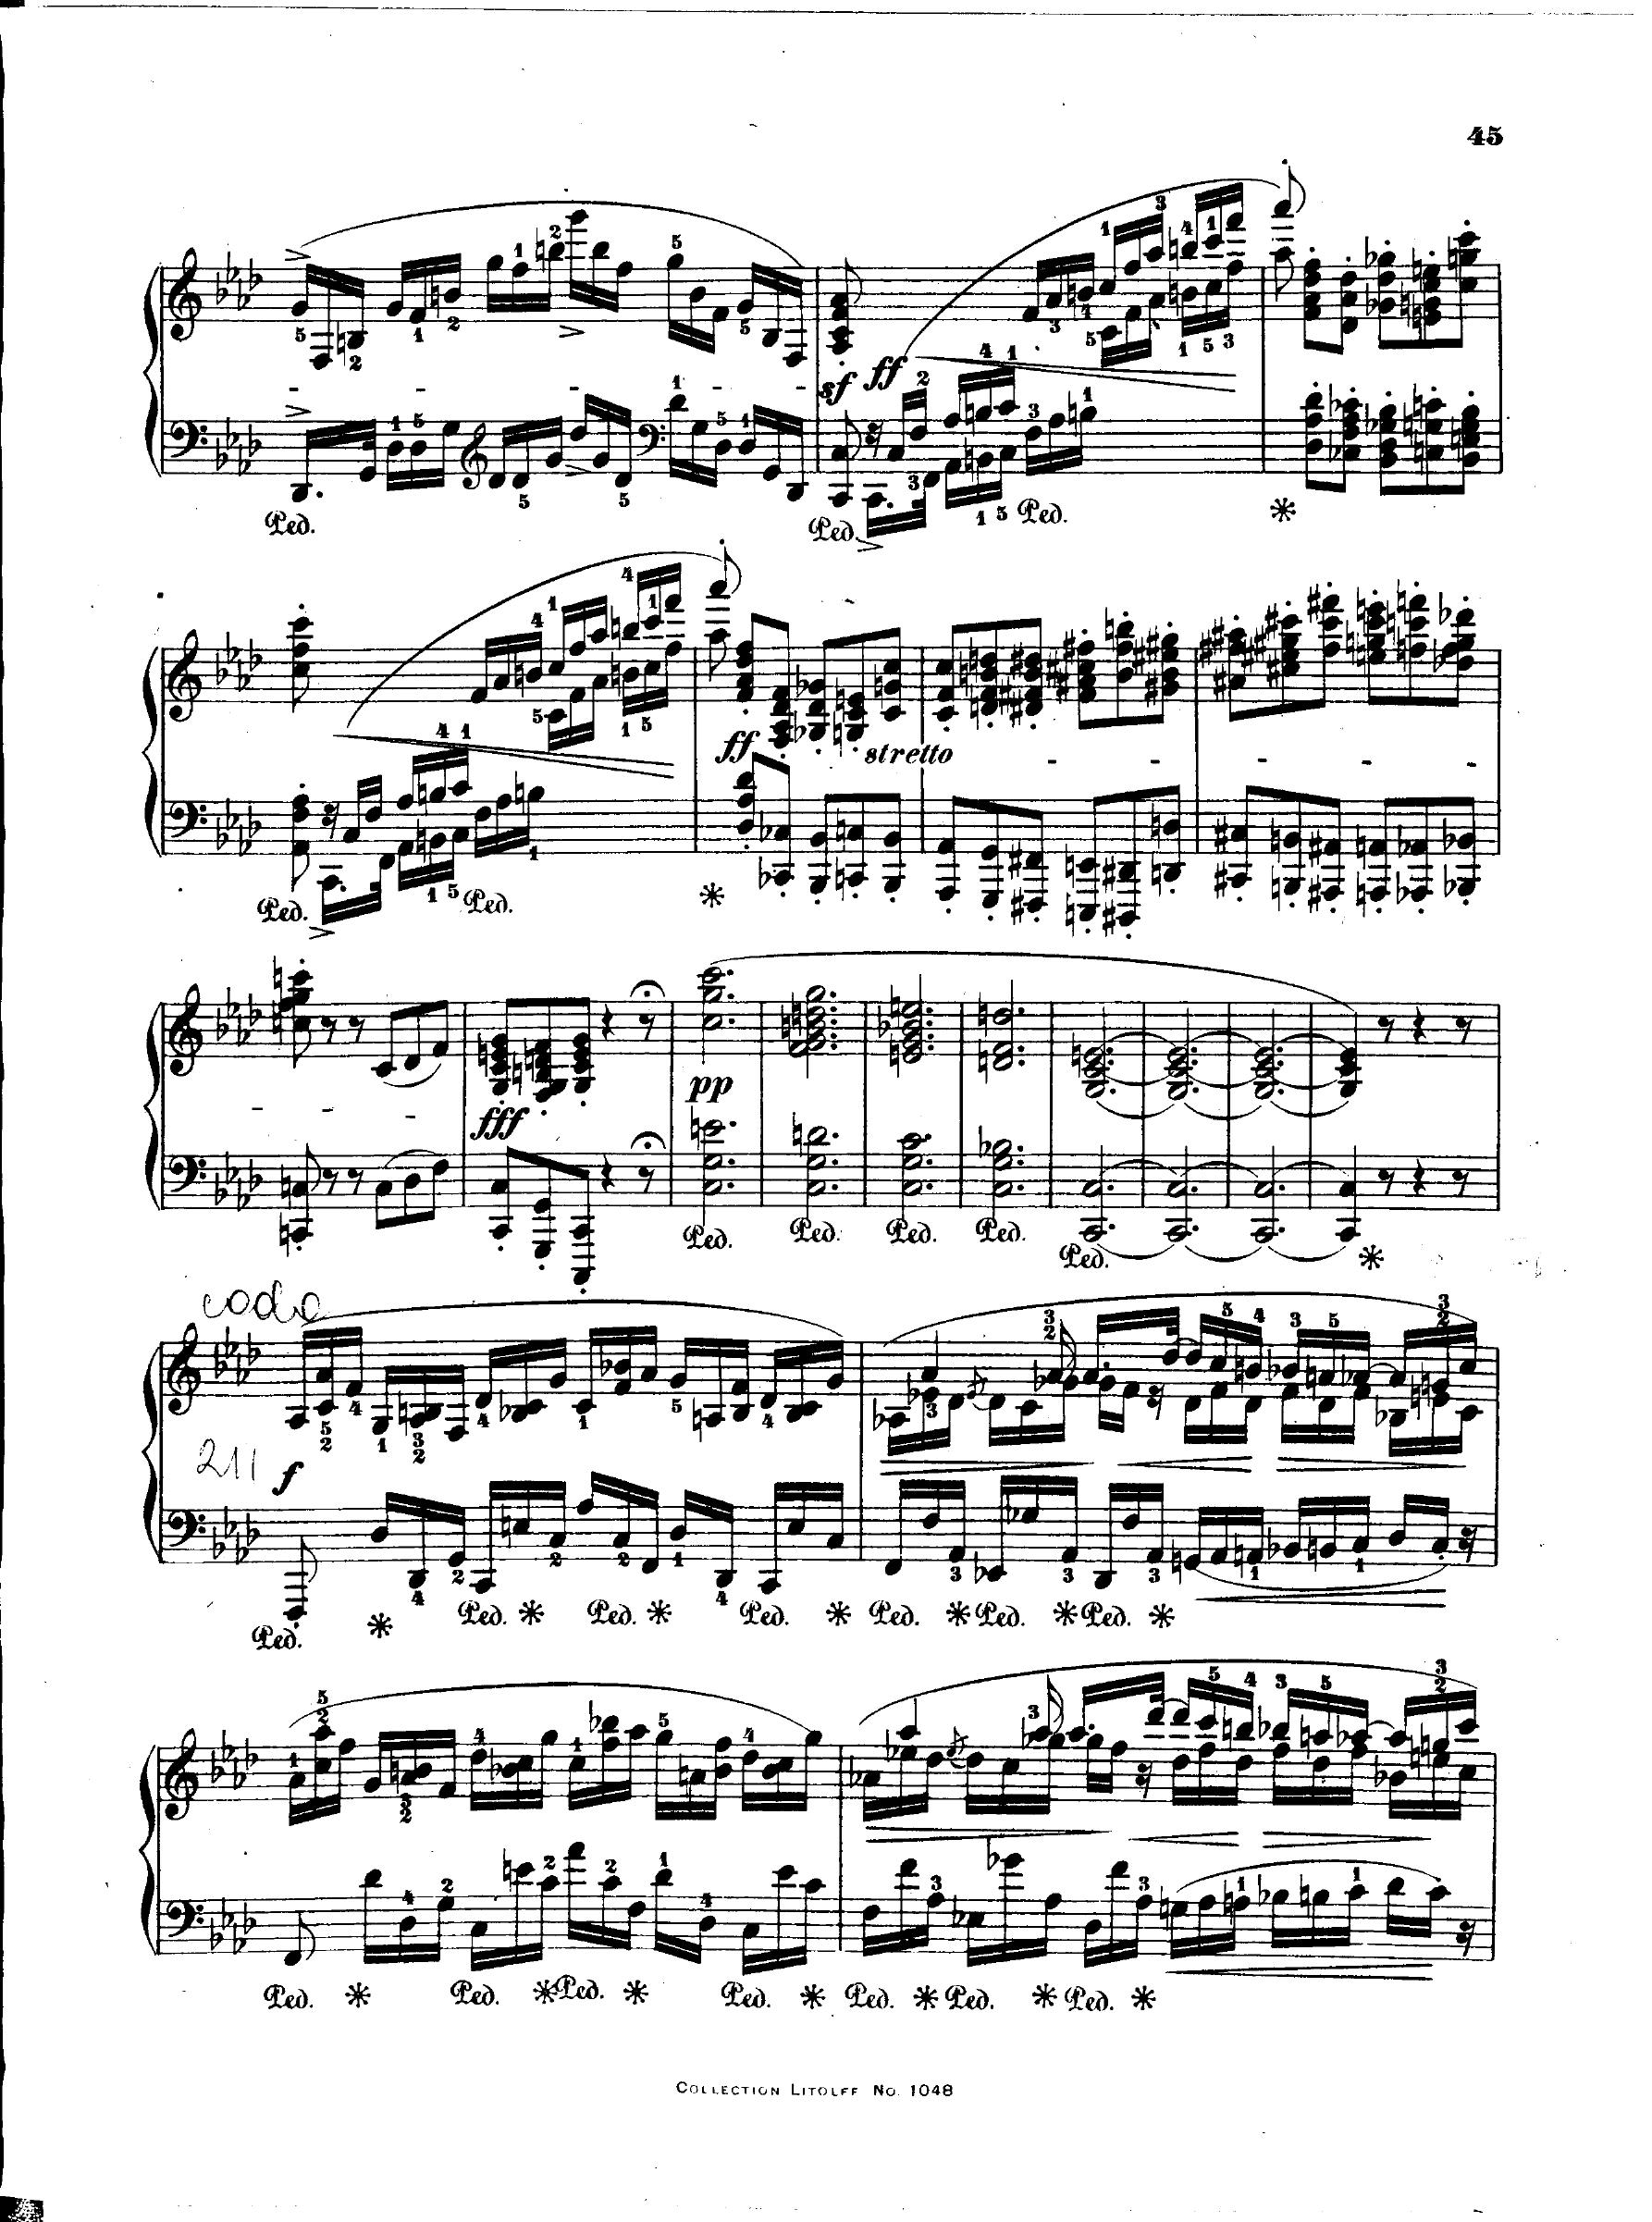 45
sf ff
Ped. Ped. Ped.
ff stretto
Ped. Ped.
fff pp
Ped. Ped. Ped. Ped. Ped.
coda
211 f
Ped. Ped. Ped. Ped. Ped. Ped. Ped.
Ped. Ped. Ped. Ped. Ped. Ped. Ped.
COLLECTION LITOLFF NO. 1048